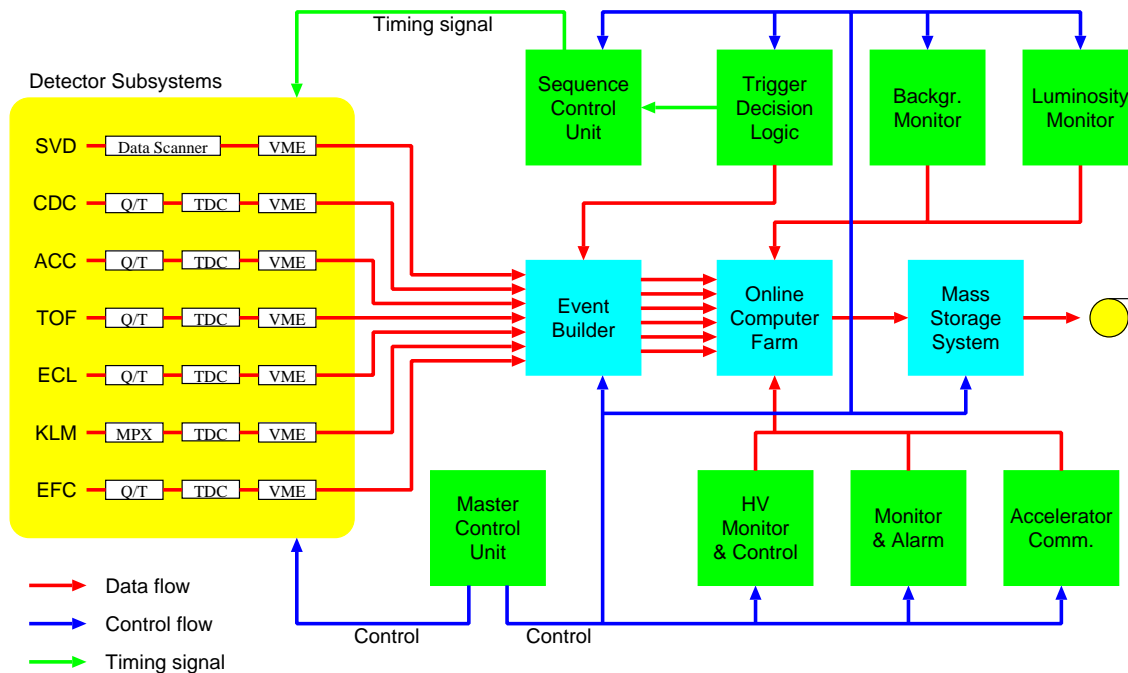 Timing signal
Detector Subsystems
SVD Data Scanner VME
CDC Q/T TDC VME
ACC Q/T TDC VME
TOF Q/T TDC VME
ECL Q/T TDC VME
KLM MPX TDC VME
EFC Q/T TDC VME
Sequence
Control
Unit
Trigger
Decision
Logic
Backgr.
Monitor
Luminosity
Monitor
Event
Builder
Online
Computer
Farm
Mass
Storage
System
Master
Control
Unit
HV
Monitor
& Control
Monitor
& Alarm
Accelerator
Comm.
Data flow
Control flow
Timing signal
Control
Control